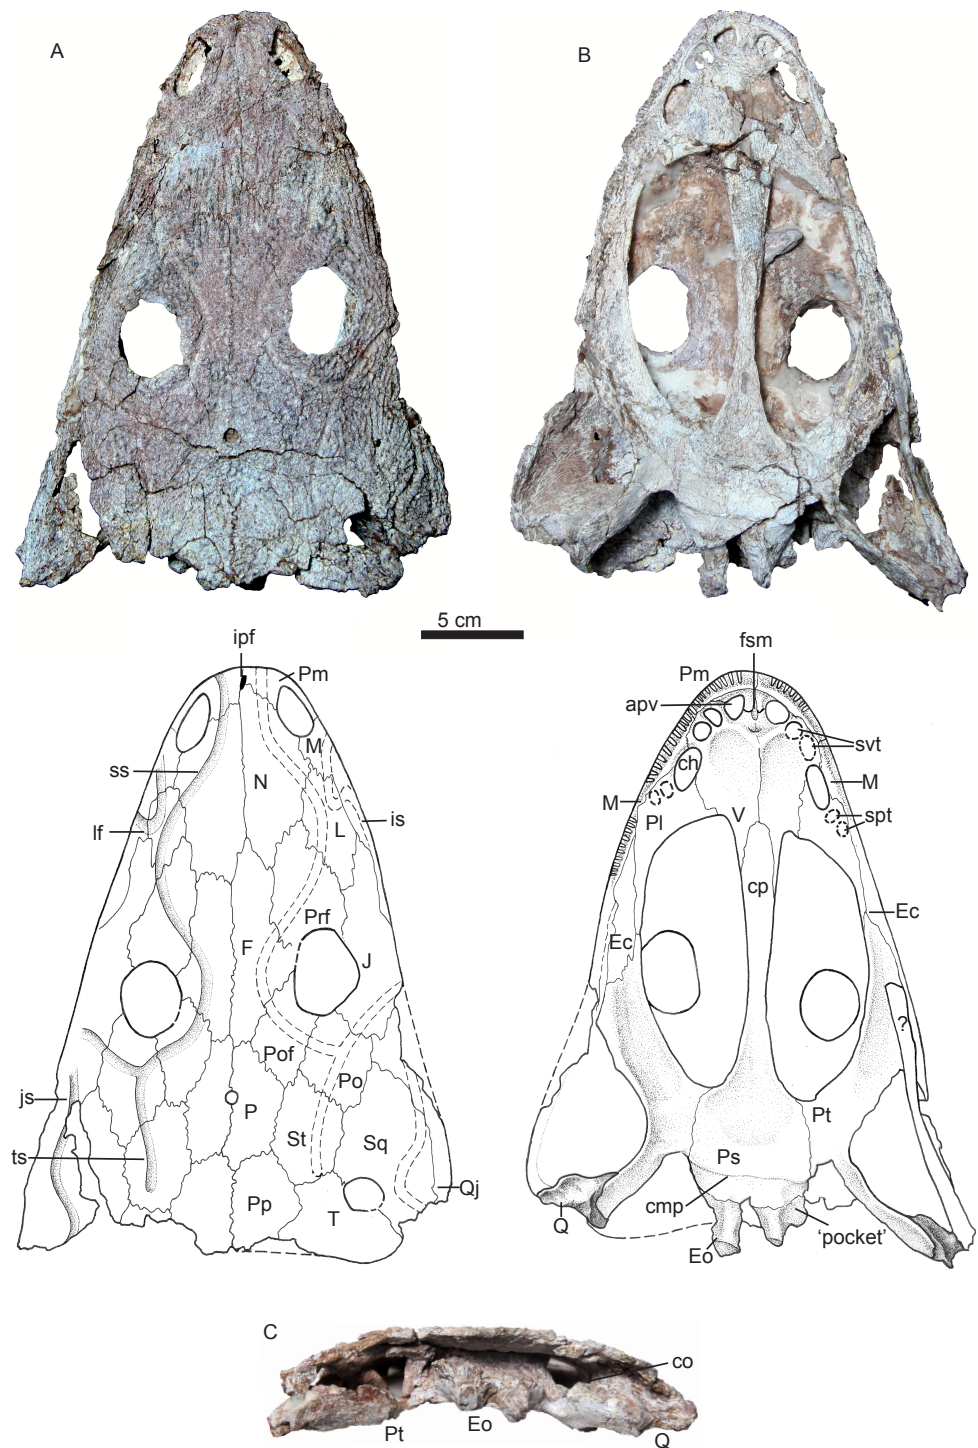 A
B
5 cm
ipf
Pm
ss
M
N
lf
L
is
Prf
F
J
Pof
Po
js
P
St
Sq
ts
Pp
T
Qj
fsm
Pm
apv
svt
ch
M
M
Pl
V
spt
cp
Ec
Ec
?
Pt
Ps
Q
cmp
'pocket'
Eo
C
co
Pt
Eo
Q